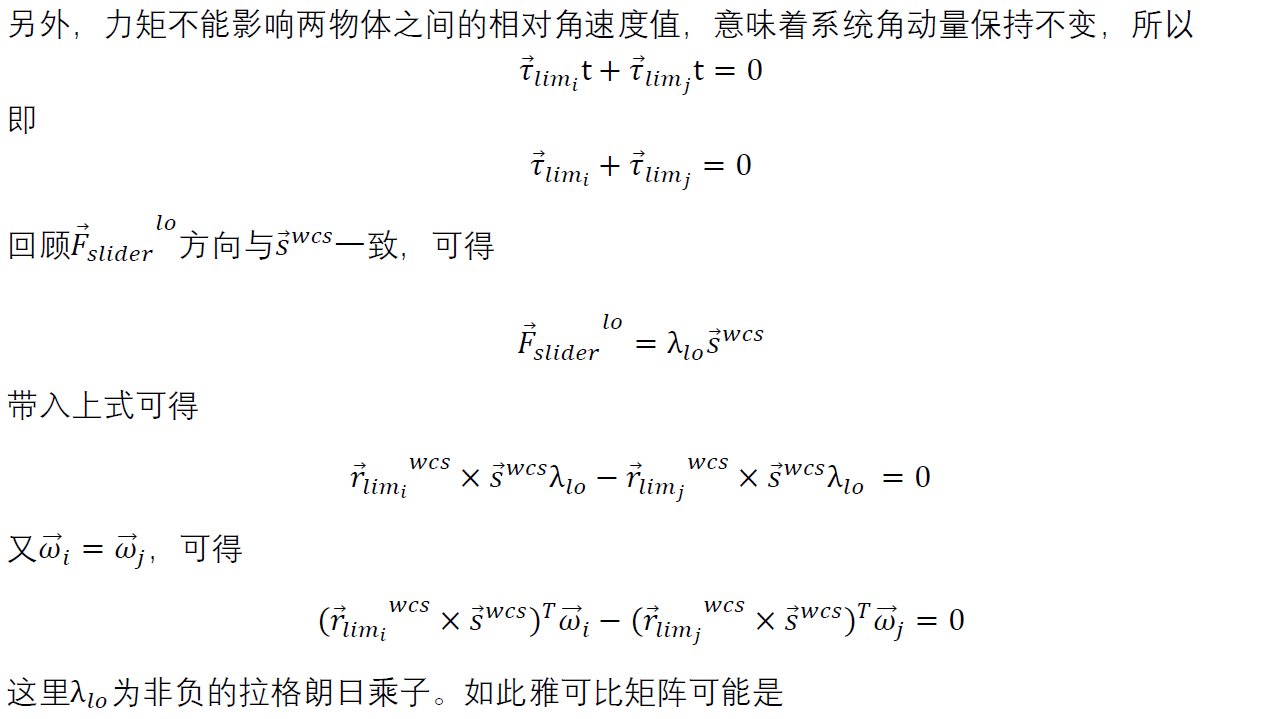 另外，力矩不能影响两物体之间的相对角速度值，意味着系统角动量保持不变，所以
$\vec{\tau}_{lim_i}\mathrm{t} + \vec{\tau}_{lim_j}\mathrm{t} = 0$
即
$\vec{\tau}_{lim_i} + \vec{\tau}_{lim_j} = 0$
回顾$\vec{F}_{slider}{}^{lo}$方向与$\vec{s}^{wcs}$一致，可得
$\vec{F}_{slider}{}^{lo} = \lambda_{lo}\vec{s}^{wcs}$
带入上式可得
$\vec{r}_{lim_i}{}^{wcs} \times \vec{s}^{wcs}\lambda_{lo} - \vec{r}_{lim_j}{}^{wcs} \times \vec{s}^{wcs}\lambda_{lo} = 0$
又$\vec{\omega}_i = \vec{\omega}_j$，可得
$(\vec{r}_{lim_i}{}^{wcs} \times \vec{s}^{wcs})^T\vec{\omega}_i - (\vec{r}_{lim_j}{}^{wcs} \times \vec{s}^{wcs})^T\vec{\omega}_j = 0$
这里$\lambda_{lo}$为非负的拉格朗日乘子。如此雅可比矩阵可能是